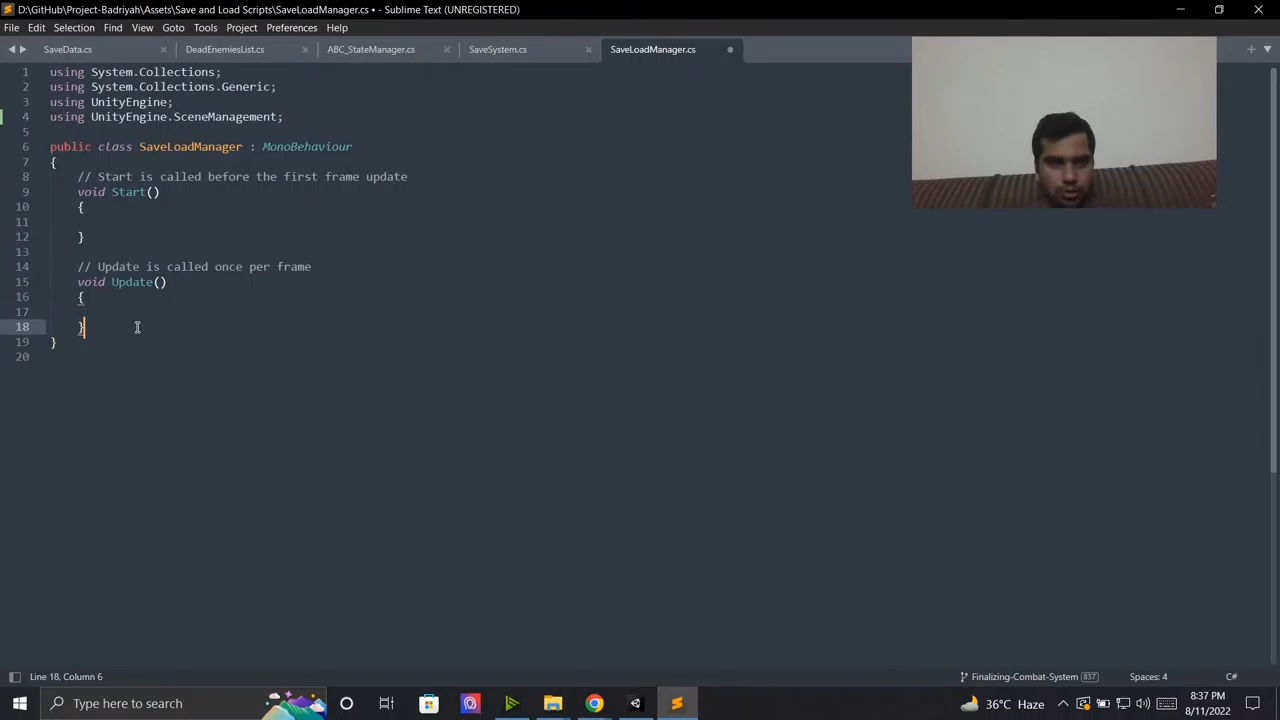 D:\GitHub\Project-Badriyah\Assets\Save and Load Scripts\SaveLoadManager.cs • - Sublime Text (UNREGISTERED)
File Edit Selection Find View Goto Tools Project Preferences Help
SaveData.cs DeadEnemiesList.cs ABC_StateManager.cs SaveSystem.cs SaveLoadManager.cs
1 using System.Collections;
2 using System.Collections.Generic;
3 using UnityEngine;
4 using UnityEngine.SceneManagement;
5
6 public class SaveLoadManager : MonoBehaviour
7 {
8 // Start is called before the first frame update
9 void Start()
10 {
11
12 }
13
14 // Update is called once per frame
15 void Update()
16 {
17
18 }
19 }
20
Line 18, Column 6 Finalizing-Combat-System 837 Spaces: 4 C#
Type here to search 36°C Haze 8:37 PM
8/11/2022